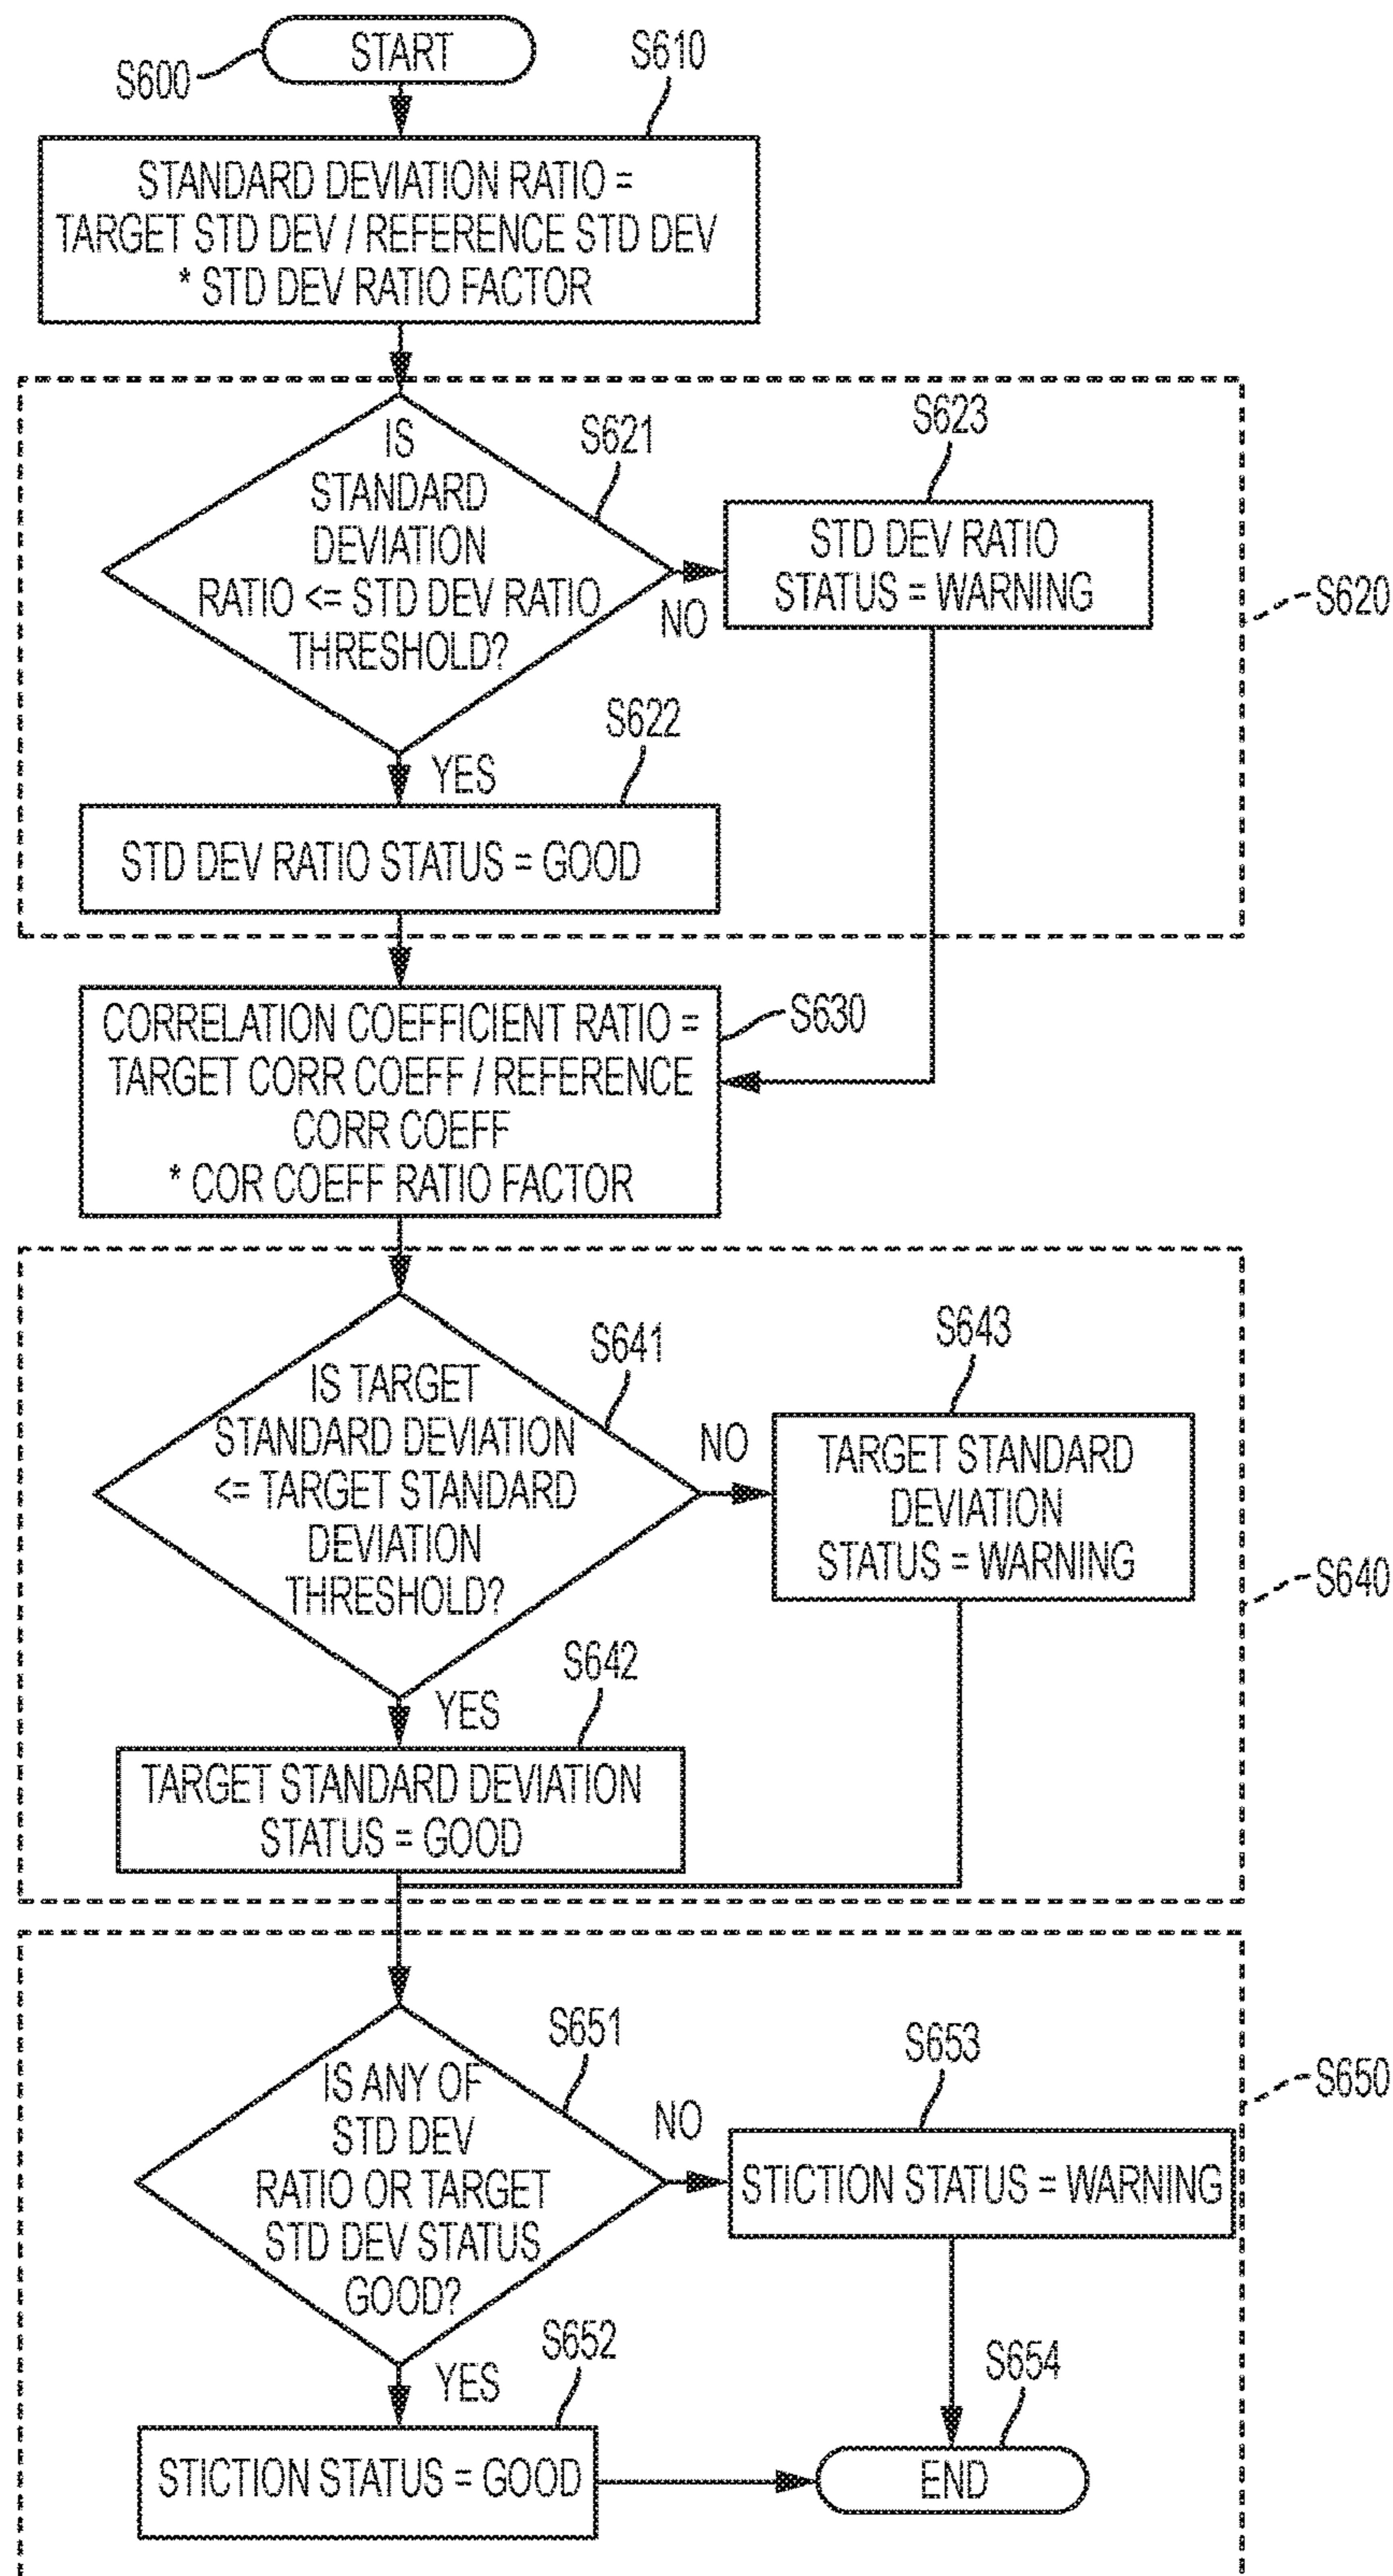 START
S600
S610
STANDARD DEVIATION RATIO =
TARGET STD DEV / REFERENCE STD DEV
* STD DEV RATIO FACTOR
IS
STANDARD
DEVIATION
RATIO <= STD DEV RATIO
THRESHOLD?
S621
NO
S623
STD DEV RATIO
STATUS = WARNING
S620
YES
S622
STD DEV RATIO STATUS = GOOD
CORRELATION COEFFICIENT RATIO =
TARGET CORR COEFF / REFERENCE
CORR COEFF
* COR COEFF RATIO FACTOR
S630
IS TARGET
STANDARD DEVIATION
<= TARGET STANDARD
DEVIATION
THRESHOLD?
S641
NO
S643
TARGET STANDARD
DEVIATION
STATUS = WARNING
S640
YES
S642
TARGET STANDARD DEVIATION
STATUS = GOOD
IS ANY OF
STD DEV
RATIO OR TARGET
STD DEV STATUS
GOOD?
S651
NO
S653
STICTION STATUS = WARNING
S650
YES
S652
STICTION STATUS = GOOD
S654
END